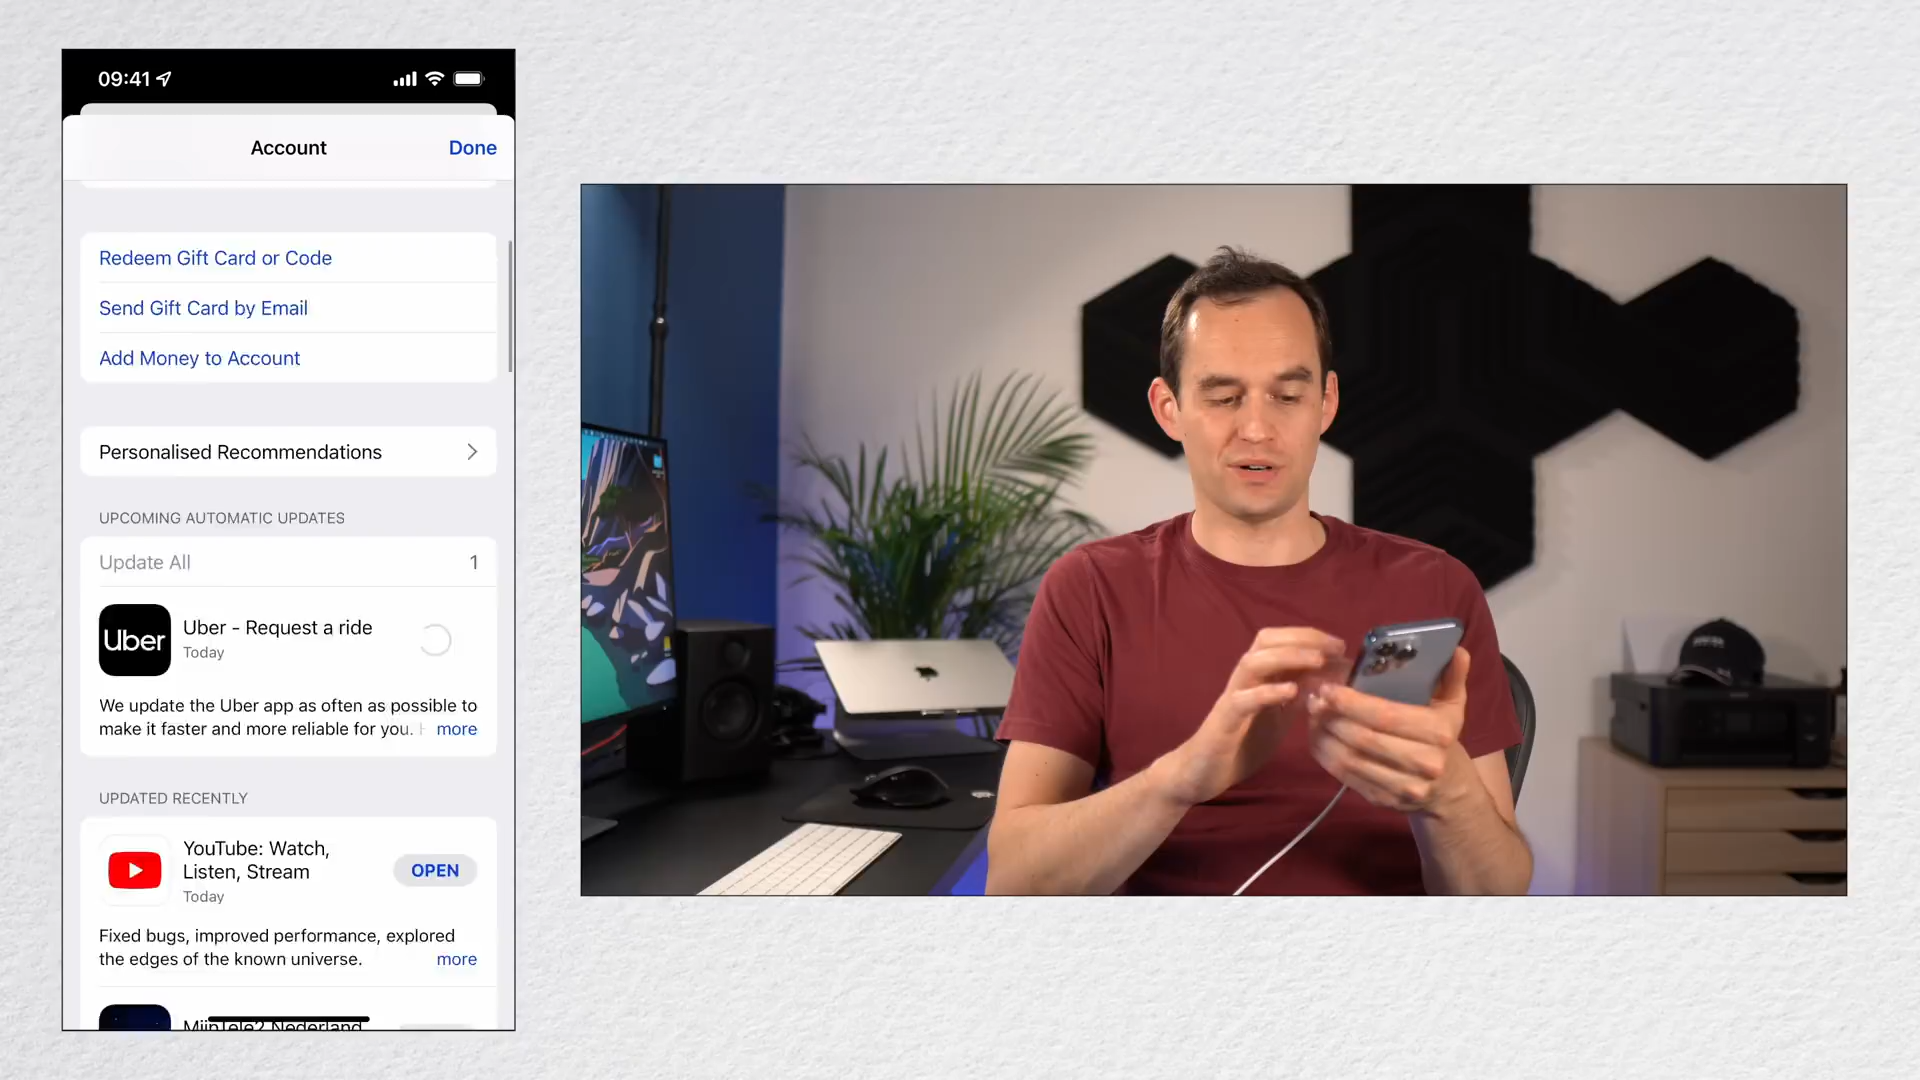 09:41
Account
Done
Redeem Gift Card or Code
Send Gift Card by Email
Add Money to Account
Personalised Recommendations
UPCOMING AUTOMATIC UPDATES
Update All
1
Uber
Uber - Request a ride
Today
We update the Uber app as often as possible to
make it faster and more reliable for you.
more
UPDATED RECENTLY
YouTube: Watch,
Listen, Stream
Today
OPEN
Fixed bugs, improved performance, explored
the edges of the known universe.
more
MijnTele2 Nederland